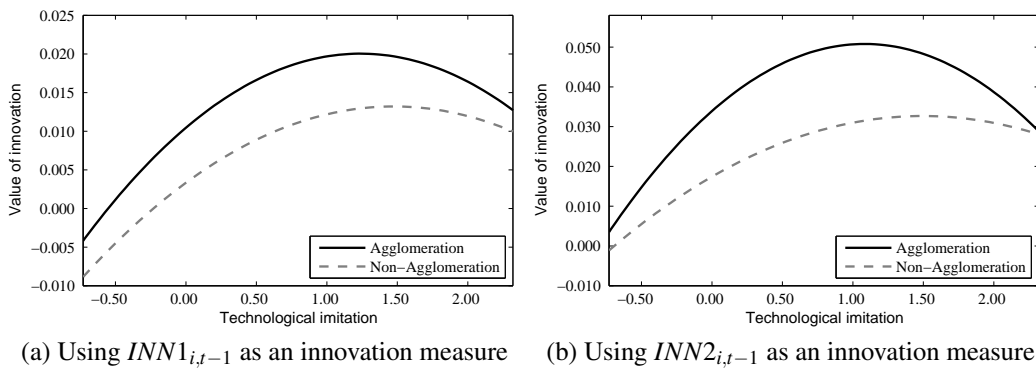 0.025
0.020
0.015
0.010
0.005
0.000
−0.005
−0.010
Value of innovation
−0.50 0.00 0.50 1.00 1.50 2.00
Technological imitation
Agglomeration
Non−Agglomeration
(a) Using INN1i,t−1 as an innovation measure
0.050
0.040
0.030
0.020
0.010
0.000
−0.010
Value of innovation
−0.50 0.00 0.50 1.00 1.50 2.00
Technological imitation
Agglomeration
Non−Agglomeration
(b) Using INN2i,t−1 as an innovation measure